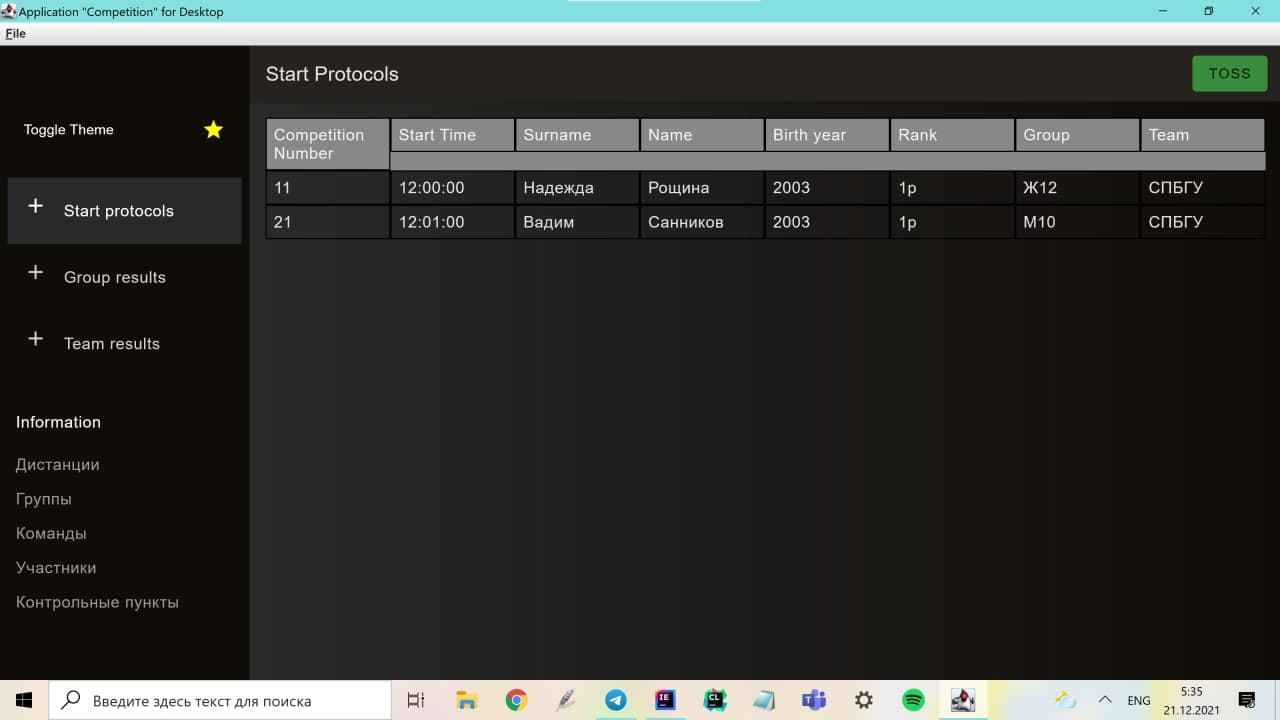 Application "Competition" for Desktop
File
Start Protocols
TOSS
Toggle Theme
Competition Number Start Time Surname Name Birth year Rank Group Team
11 12:00:00 Надежда Рощина 2003 1р Ж12 СПБГУ
21 12:01:00 Вадим Санников 2003 1р М10 СПБГУ
Start protocols
Group results
Team results
Information
Дистанции
Группы
Команды
Участники
Контрольные пункты
Введите здесь текст для поиска
IE
CL
ENG
5:35
21.12.2021